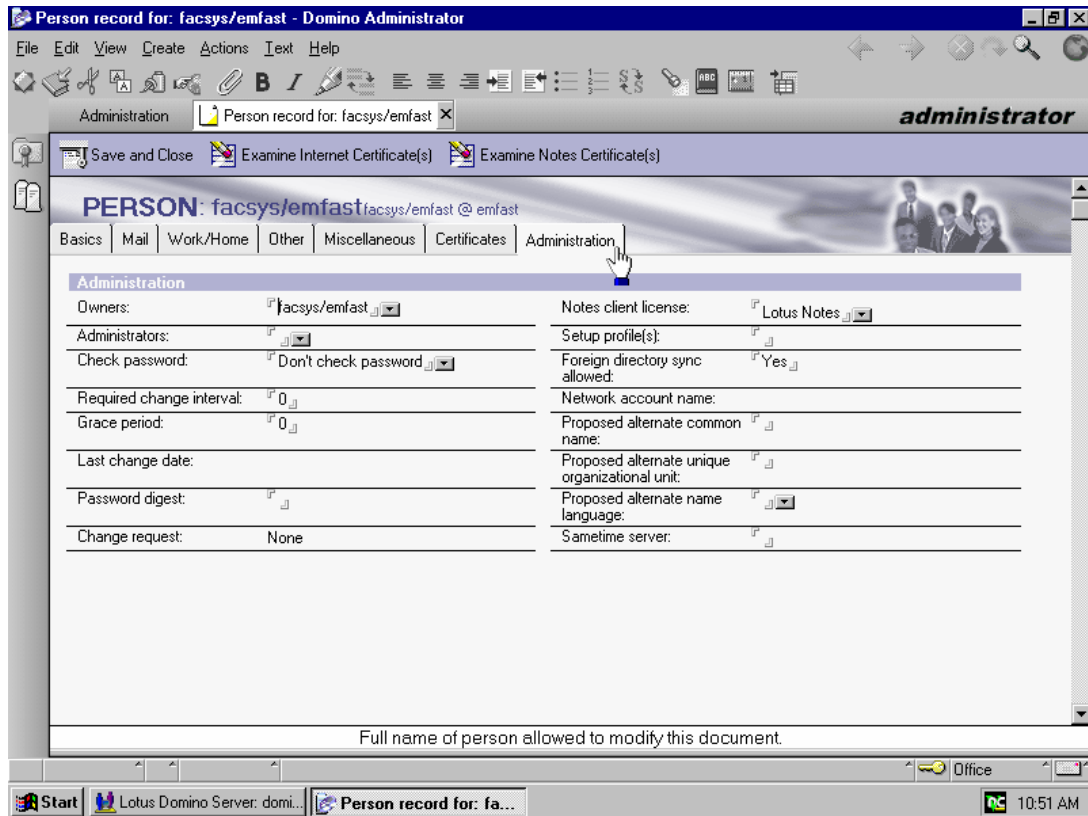 Person record for: facsys/emfast - Domino Administrator
File Edit View Create Actions Text Help
B I ABC
Administration Person record for: facsys/emfast administrator
Save and Close Examine Internet Certificate(s) Examine Notes Certificate(s)
PERSON: facsys/emfast facsys/emfast @ emfast
Basics Mail Work/Home Other Miscellaneous Certificates Administration
Administration
Owners: facsys/emfast Notes client license: Lotus Notes
Administrators: Setup profile(s):
Check password: Don't check password Foreign directory sync allowed: Yes
Required change interval: 0 Network account name:
Grace period: 0 Proposed alternate common name:
Last change date: Proposed alternate unique organizational unit:
Password digest: Proposed alternate name language:
Change request: None Sametime server:
Full name of person allowed to modify this document.
Office
Start Lotus Domino Server: domi... Person record for: fa... 10:51 AM